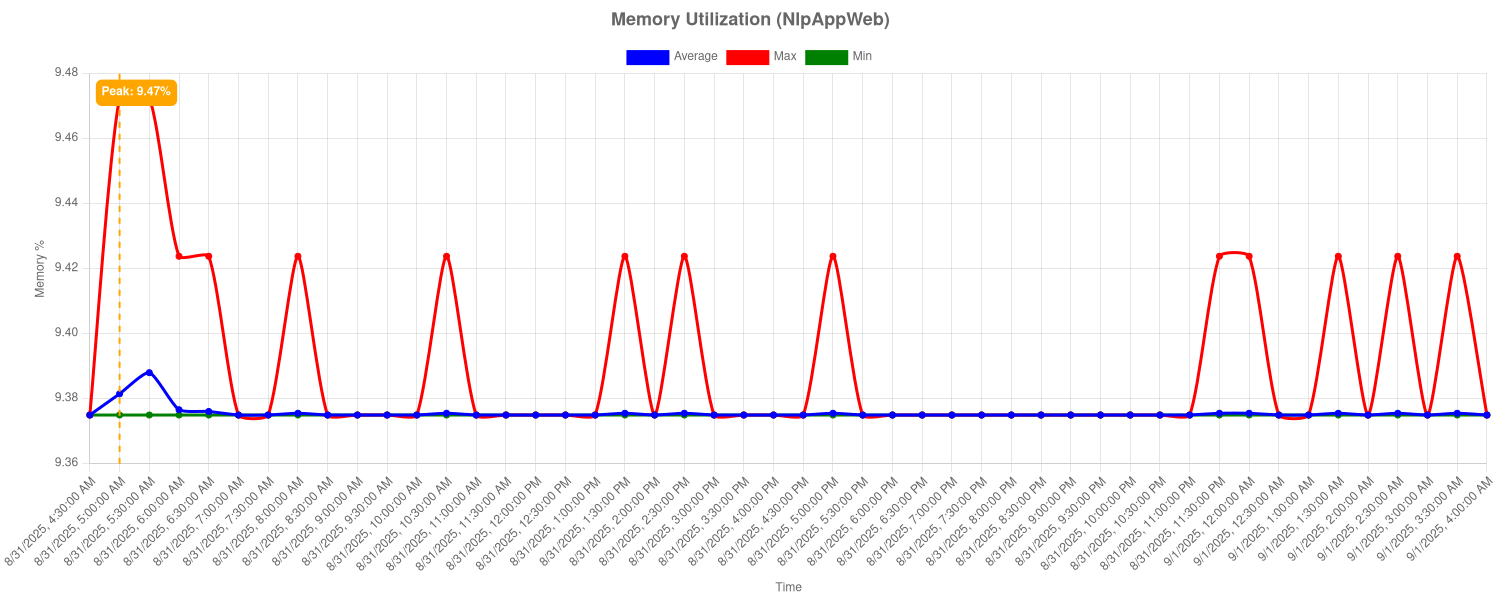 Memory Utilization (NlpAppWeb)
Average Max Min
9.48
Peak: 9.47%
9.46
9.44
9.42
9.40
9.38
9.36
Memory %
8/31/2025, 4:30:00 AM
8/31/2025, 5:00:00 AM
8/31/2025, 5:30:00 AM
8/31/2025, 6:00:00 AM
8/31/2025, 6:30:00 AM
8/31/2025, 7:00:00 AM
8/31/2025, 7:30:00 AM
8/31/2025, 8:00:00 AM
8/31/2025, 8:30:00 AM
8/31/2025, 9:00:00 AM
8/31/2025, 9:30:00 AM
8/31/2025, 10:00:00 AM
8/31/2025, 10:30:00 AM
8/31/2025, 11:00:00 AM
8/31/2025, 11:30:00 AM
8/31/2025, 12:00:00 PM
8/31/2025, 12:30:00 PM
8/31/2025, 1:00:00 PM
8/31/2025, 1:30:00 PM
8/31/2025, 2:00:00 PM
8/31/2025, 2:30:00 PM
8/31/2025, 3:00:00 PM
8/31/2025, 3:30:00 PM
8/31/2025, 4:00:00 PM
8/31/2025, 4:30:00 PM
8/31/2025, 5:00:00 PM
8/31/2025, 5:30:00 PM
8/31/2025, 6:00:00 PM
8/31/2025, 6:30:00 PM
8/31/2025, 7:00:00 PM
8/31/2025, 7:30:00 PM
8/31/2025, 8:00:00 PM
8/31/2025, 8:30:00 PM
8/31/2025, 9:00:00 PM
8/31/2025, 9:30:00 PM
8/31/2025, 10:00:00 PM
8/31/2025, 10:30:00 PM
8/31/2025, 11:00:00 PM
8/31/2025, 11:30:00 PM
9/1/2025, 12:00:00 AM
9/1/2025, 12:30:00 AM
9/1/2025, 1:00:00 AM
9/1/2025, 1:30:00 AM
9/1/2025, 2:00:00 AM
9/1/2025, 2:30:00 AM
9/1/2025, 3:00:00 AM
9/1/2025, 3:30:00 AM
9/1/2025, 4:00:00 AM
Time